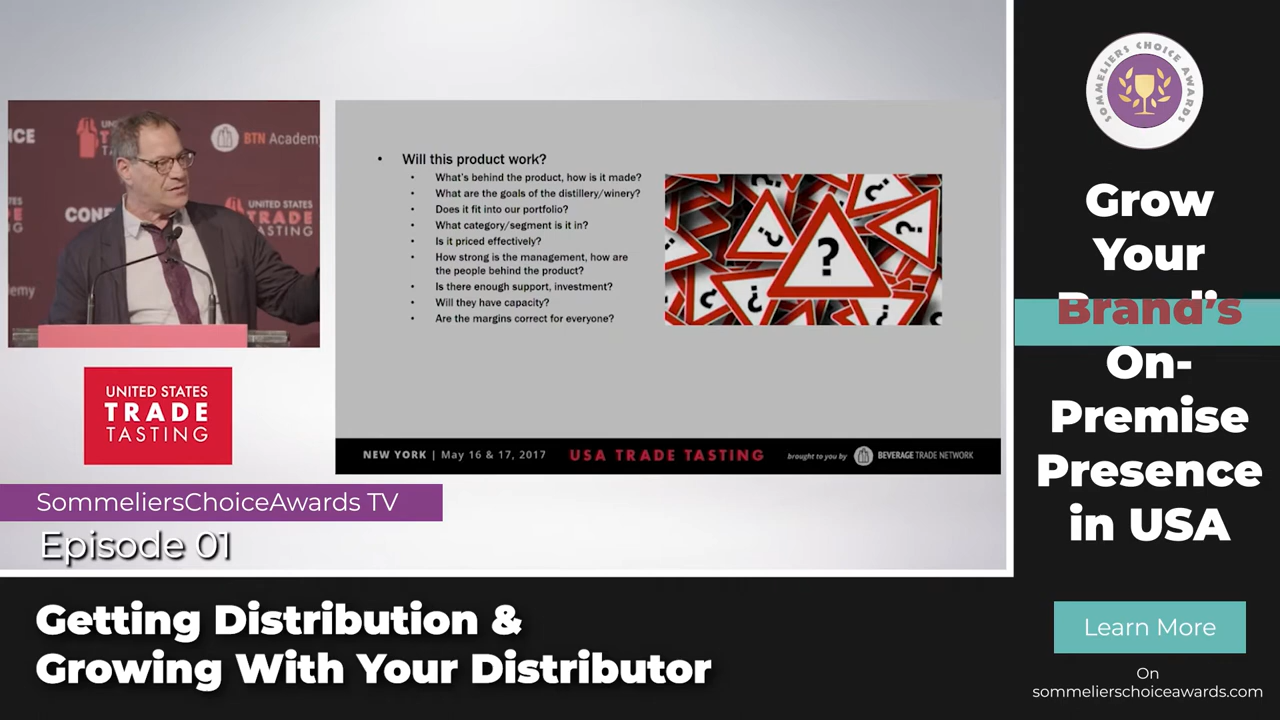 NCE
UNI
TR
TAST
BTN Academy
CONF
UNITED STATES
TRADE
TASTING
demy
• Will this product work?
• What's behind the product, how is it made?
• What are the goals of the distillery/winery?
• Does it fit into our portfolio?
• What category/segment is it in?
• Is it priced effectively?
• How strong is the management, how are
the people behind the product?
• Is there enough support, investment?
• Will they have capacity?
• Are the margins correct for everyone?
?
NEW YORK | May 16 & 17, 2017 USA TRADE TASTING brought to you by BEVERAGE TRADE NETWORK
UNITED STATES
TRADE
TASTING
SommeliersChoiceAwards TV
Episode 01
Getting Distribution &
Growing With Your Distributor
SOMMELIERS CHOICE AWARDS
Grow
Your
Brand's
On-
Premise
Presence
in USA
Learn More
On
sommelierschoiceawards.com